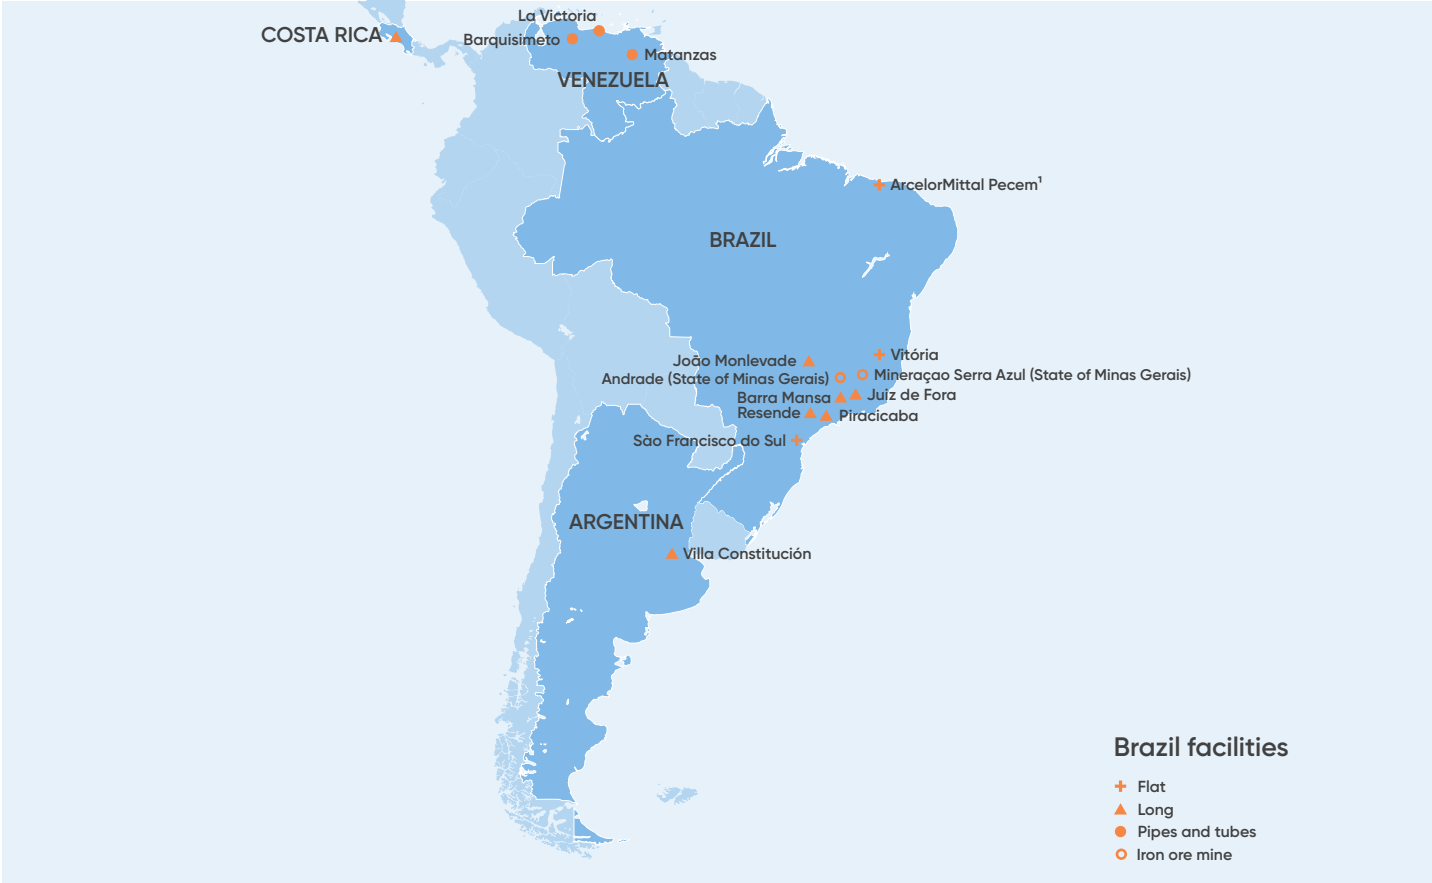 La Victoria
COSTA RICA
Barquisimeto
Matanzas
VENEZUELA
ArcelorMittal Pecem¹
BRAZIL
Vitória
João Monlevade
Mineraçao Serra Azul (State of Minas Gerais)
Andrade (State of Minas Gerais)
Juiz de Fora
Barra Mansa
Resende
Piracicaba
Sào Francisco do Sul
ARGENTINA
Villa Constitución
Brazil facilities
Flat
Long
Pipes and tubes
Iron ore mine